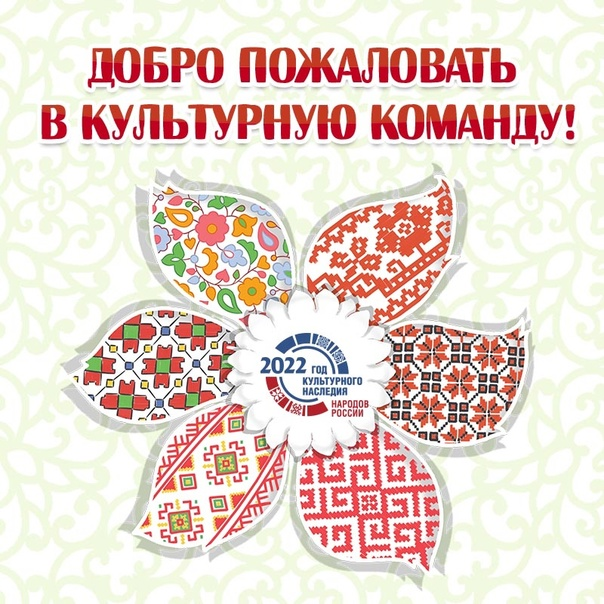 ДОБРО ПОЖАЛОВАТЬ
В КУЛЬТУРНУЮ КОМАНДУ!
2022 ГОД
КУЛЬТУРНОГО
НАСЛЕДИЯ
НАРОДОВ
РОССИИ